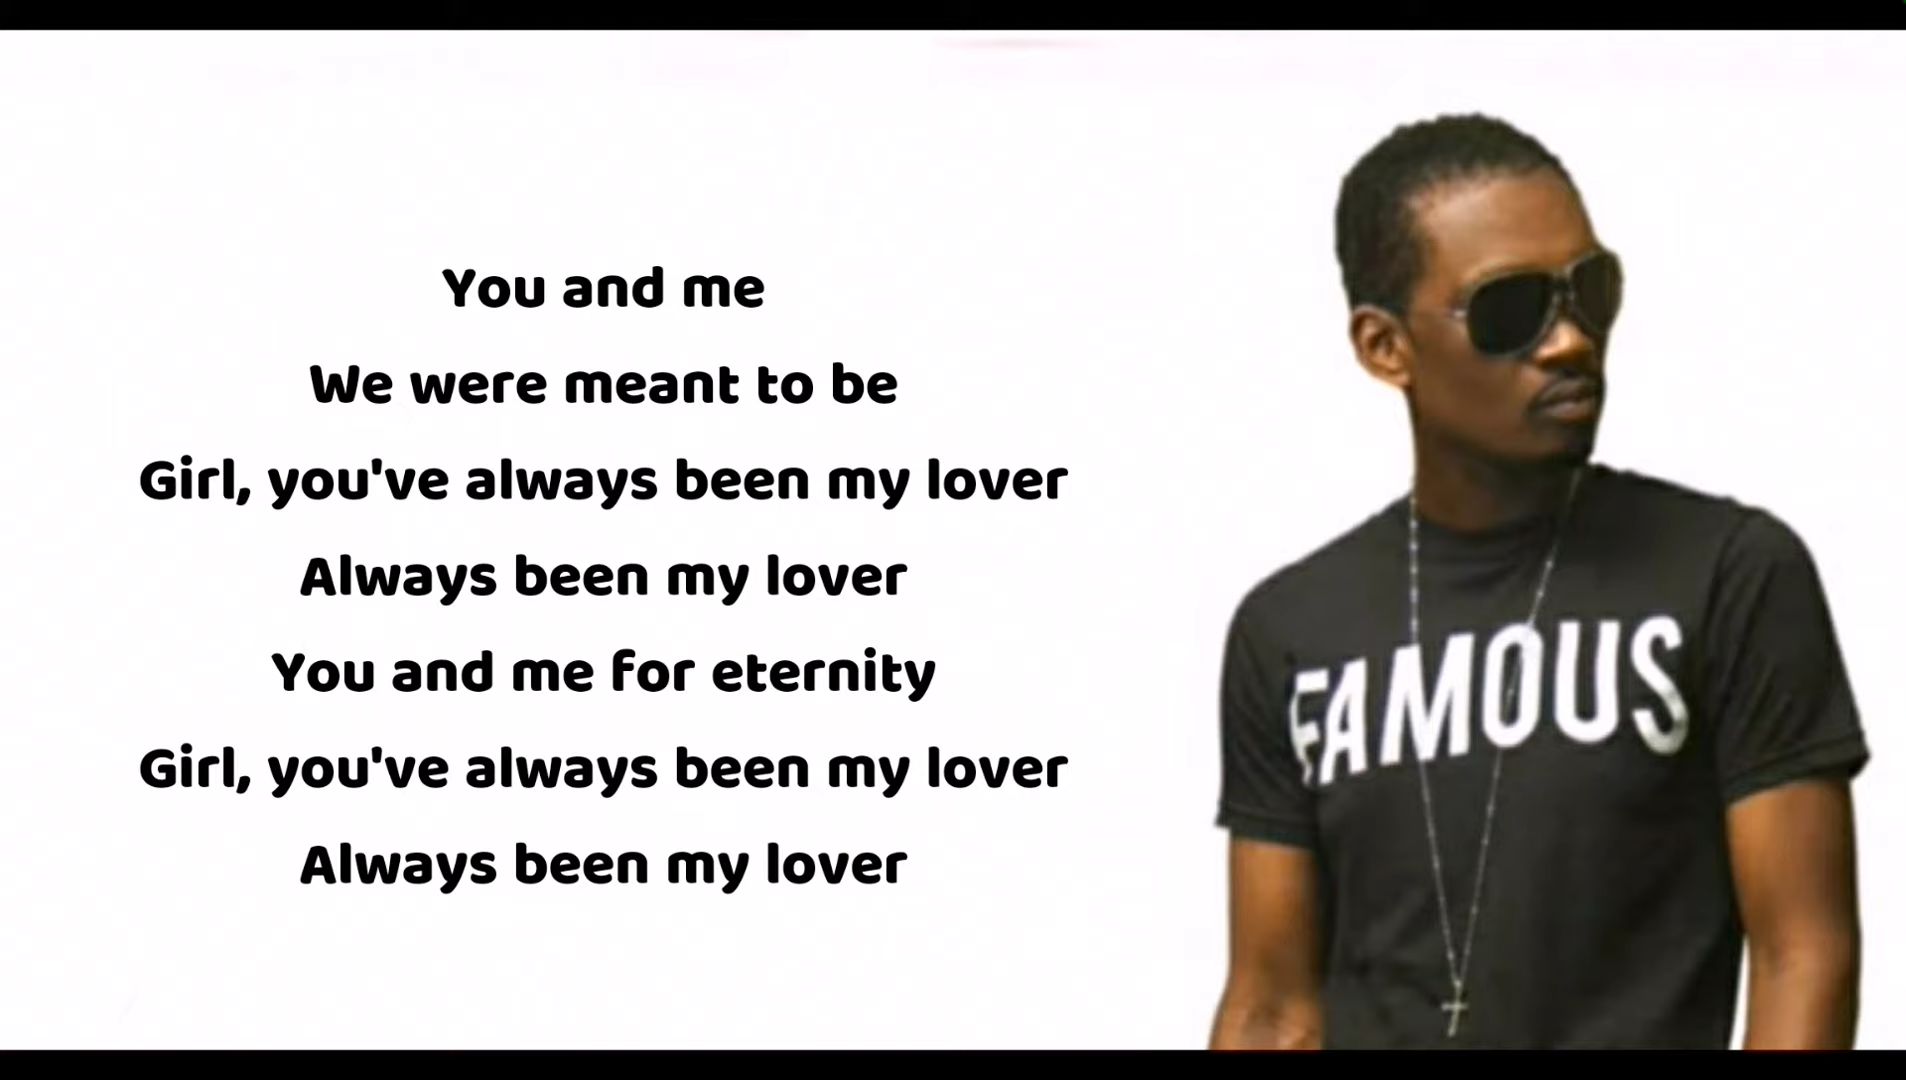 You and me
We were meant to be
Girl, you've always been my lover
Always been my lover
You and me for eternity
Girl, you've always been my lover
Always been my lover
FAMOUS